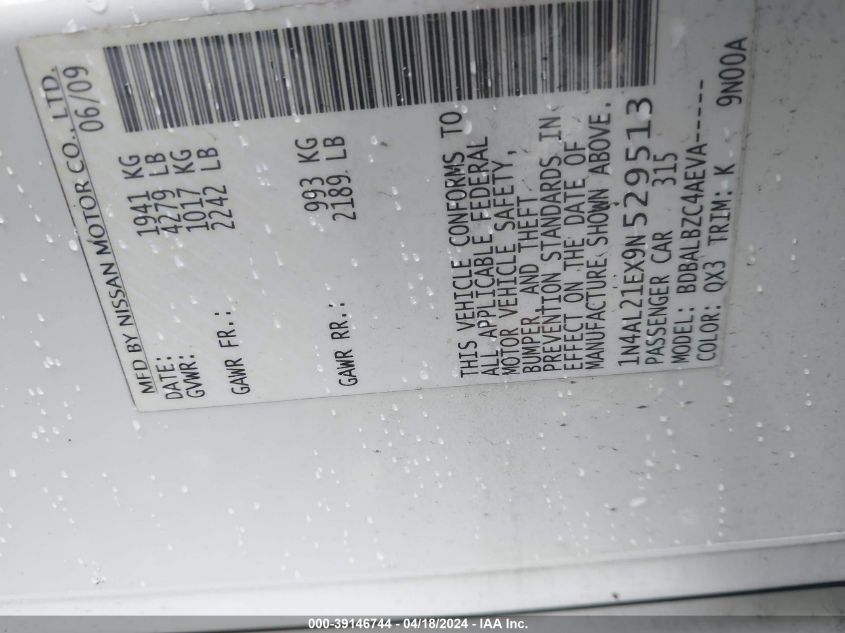 MFD BY NISSAN MOTOR CO., LTD.
DATE: 06/09
GVWR: 1941 KG
4279 LB
GAWR FR.: 1017 KG
2242 LB
GAWR RR.: 993 KG
2189 LB
THIS VEHICLE CONFORMS TO
ALL APPLICABLE FEDERAL
MOTOR VEHICLE SAFETY,
BUMPER, AND THEFT
PREVENTION STANDARDS IN
EFFECT ON THE DATE OF
MANUFACTURE SHOWN ABOVE.
1N4AL21EX9N529513
PASSENGER CAR 315
MODEL: BDBALBZC4AEVA------
COLOR: QX3 TRIM: K 9N00A
000-39146744 - 04/18/2024 - IAA Inc.